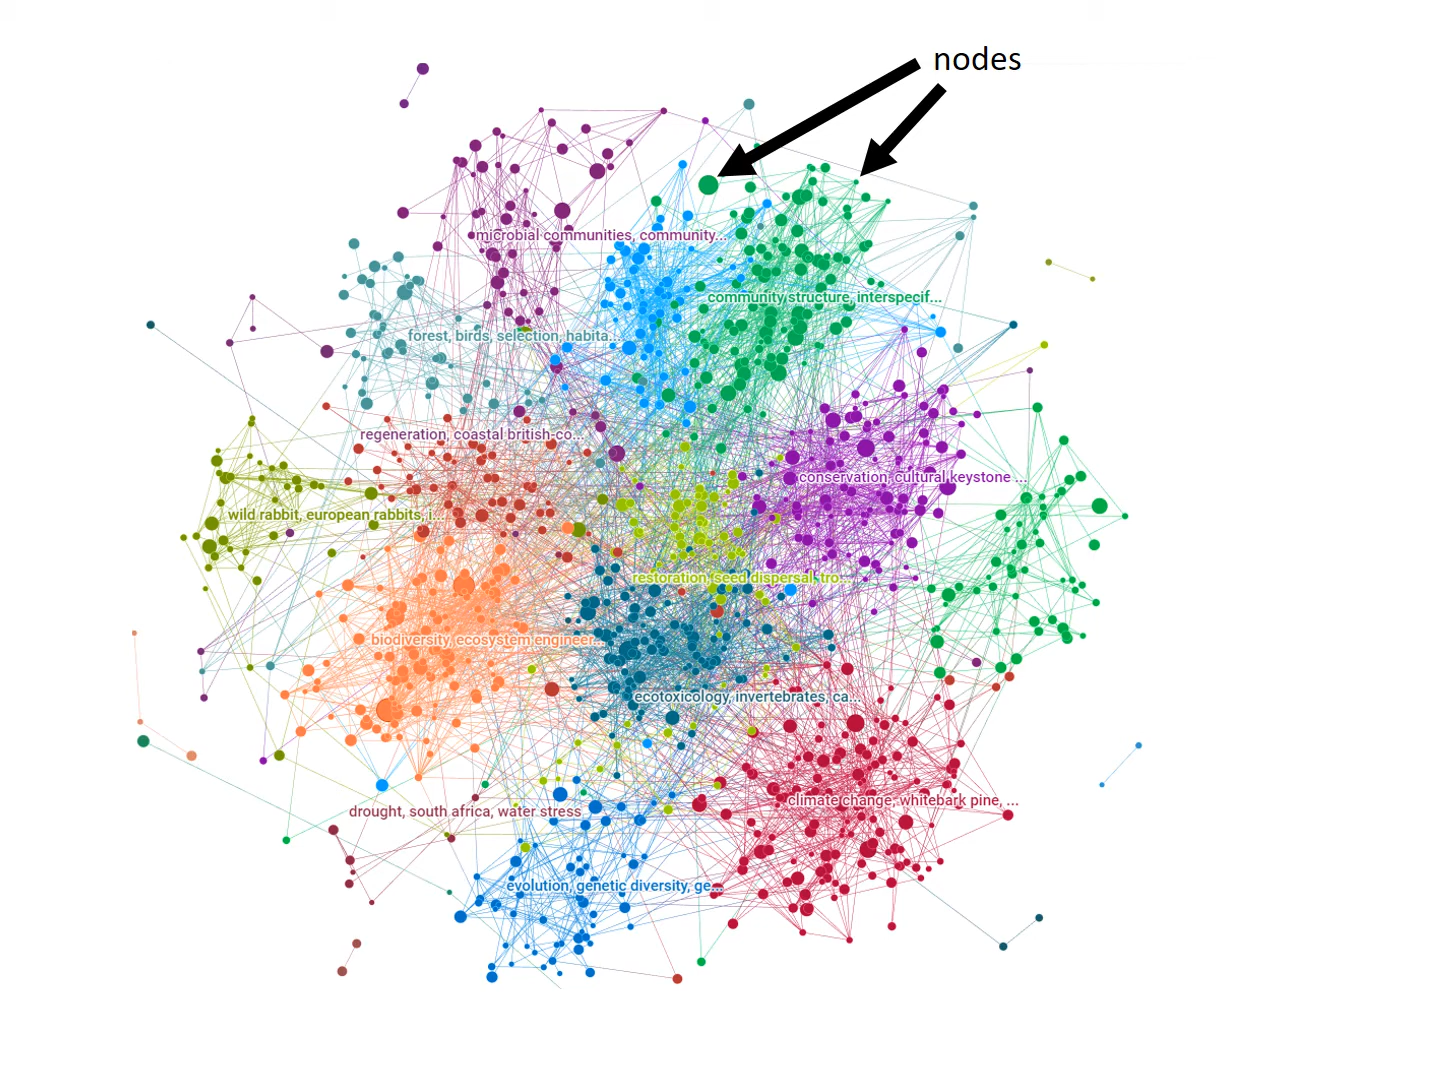 nodes
microbial communities, community...
community structure, interspecif...
forest, birds, selection, habita...
regeneration, coastal british-co...
conservation, cultural keystone ...
wild rabbit, european rabbits, i...
restoration, seed dispersal, tro...
biodiversity, ecosystem engineer...
ecotoxicology, invertebrates, ca...
climate change, whitebark pine, ...
drought, south africa, water stress
evolution, genetic diversity, ge...